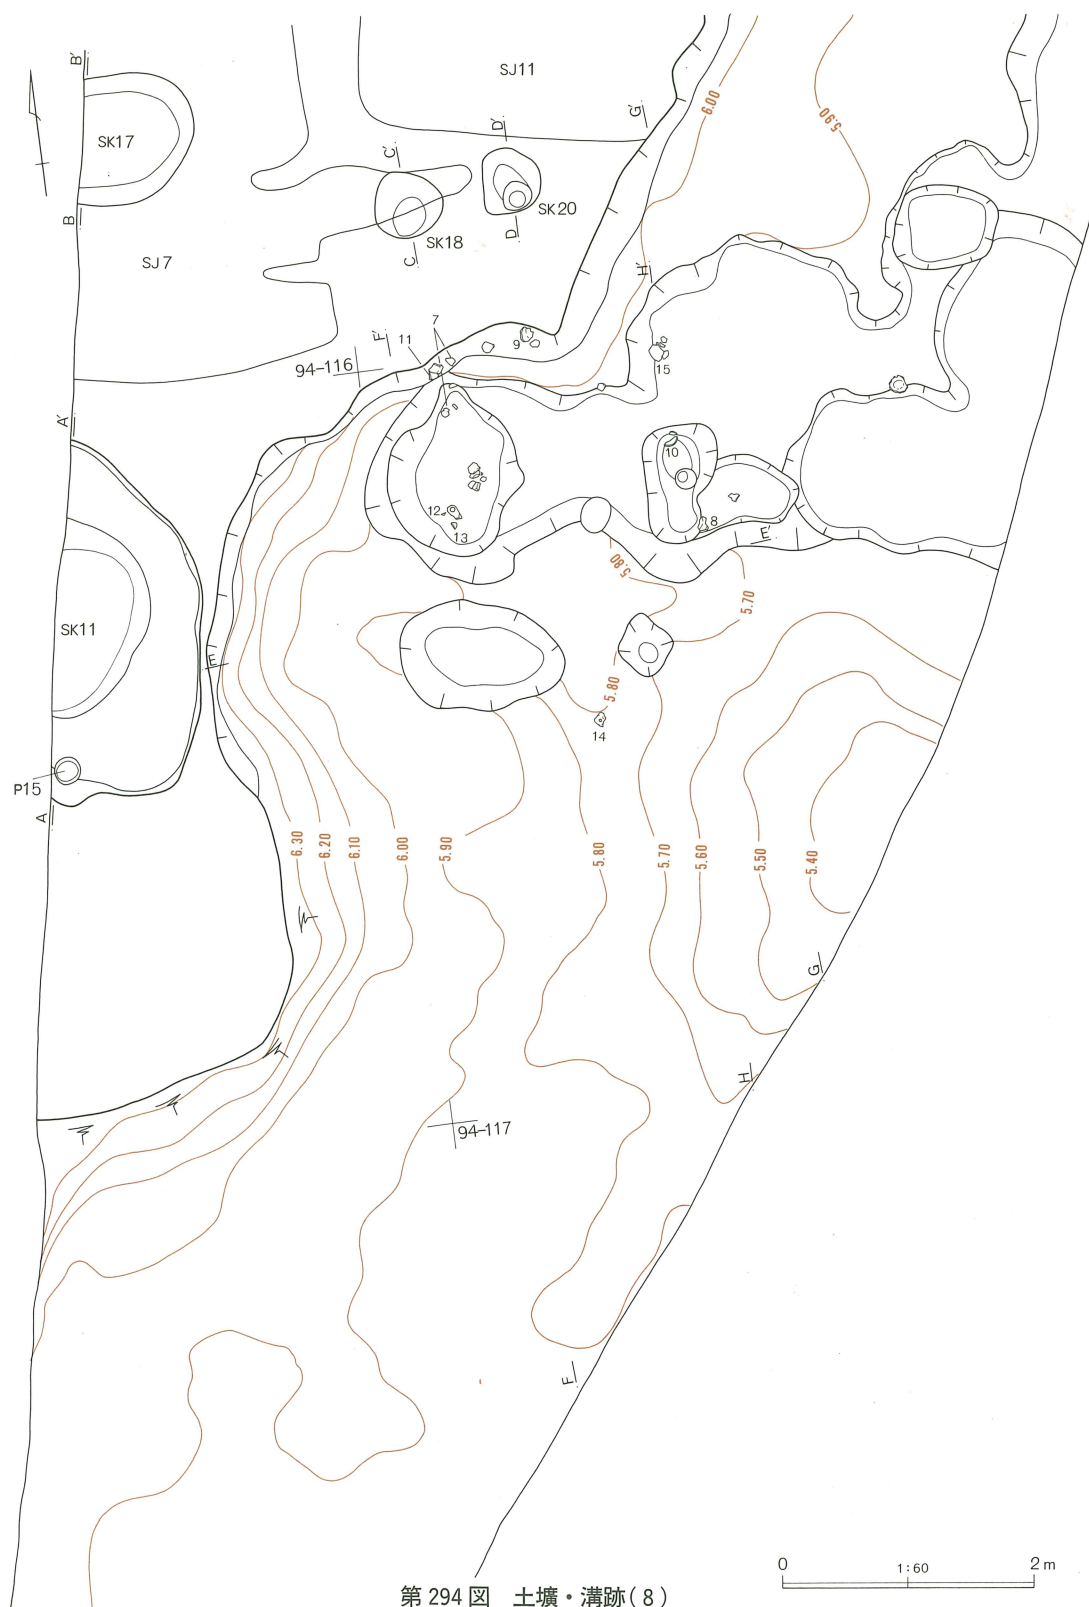 B'
SJ11
G'
6.00
5.90
SK17
D'
C'
B
SK20
D
SK18
C
SJ7
H'
F'
7
11
9
94-116
15
A'
10
12
13
8
E'
5.80
5.70
SK11
E
5.80
14
P15
A
6.30
6.20
6.10
6.00
5.90
5.80
5.70
5.60
5.50
5.40
G
H
94-117
F
0
1:60
2m
第294図 土壙・溝跡(8)